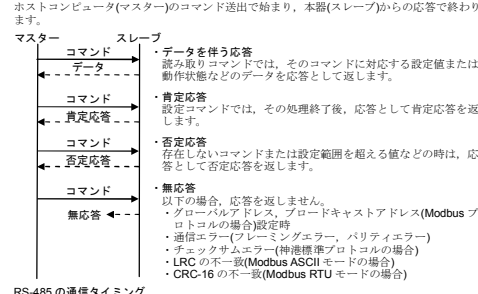 ホストコンピュータ(マスター)のコマンド送出で始まり，本器(スレーブ)からの応答で終わり
ます。
マスター スレーブ
コマンド
データ
・データを伴う応答
読み取りコマンドでは，そのコマンドに対応する設定値または
動作状態などのデータを応答として返します。
コマンド
肯定応答
・肯定応答
設定コマンドでは，その処理終了後，応答として肯定応答を返
します。
コマンド
否定応答
・否定応答
存在しないコマンドまたは設定範囲を超える値などの時は，応
答として否定応答を返します。
コマンド
無応答
・無応答
以下の場合，応答を返しません。
・グローバルアドレス，ブロードキャストアドレス(Modbus プ
ロトコルの場合)設定時
・通信エラー(フレーミングエラー，パリティエラー)
・チェックサムエラー(神港標準プロトコルの場合)
・LRC の不一致(Modbus ASCII モードの場合)
・CRC-16 の不一致(Modbus RTU モードの場合)
RS-485 の通信タイミング